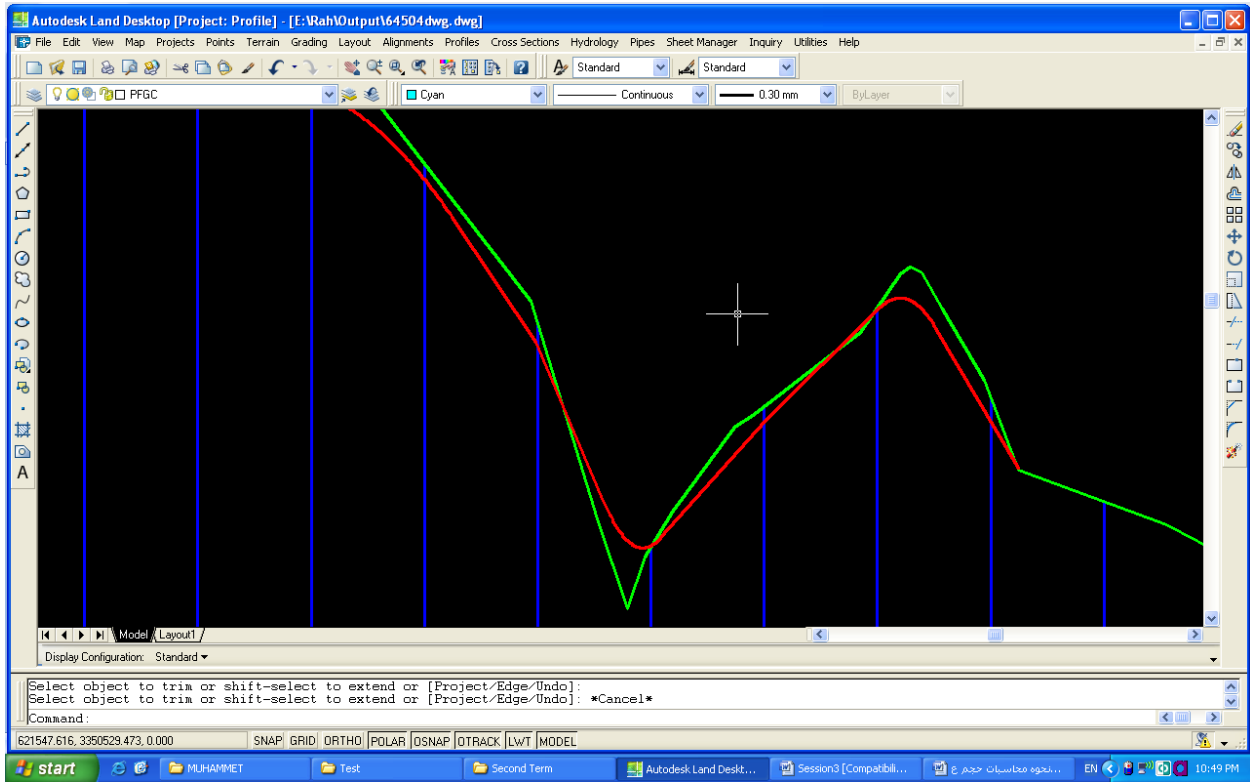 Autodesk Land Desktop [Project: Profile] - [E:\Rah\Output\64504dwg.dwg]
File Edit View Map Projects Points Terrain Grading Layout Alignments Profiles Cross Sections Hydrology Pipes Sheet Manager Inquiry Utilities Help
Standard Standard
PFGC Cyan Continuous 0.30 mm ByLayer
A
Model Layout1
Display Configuration: Standard
Select object to trim or shift-select to extend or [Project/Edge/Undo]:
Select object to trim or shift-select to extend or [Project/Edge/Undo]: *Cancel*
Command:
621547.616, 3350529.473, 0.000 SNAP GRID ORTHO POLAR OSNAP OTRACK LWT MODEL
start MUHAMMET Test Second Term Autodesk Land Deskt... Session3 [Compatibili... نحوه محاسبات حجم ع... EN 10:49 PM